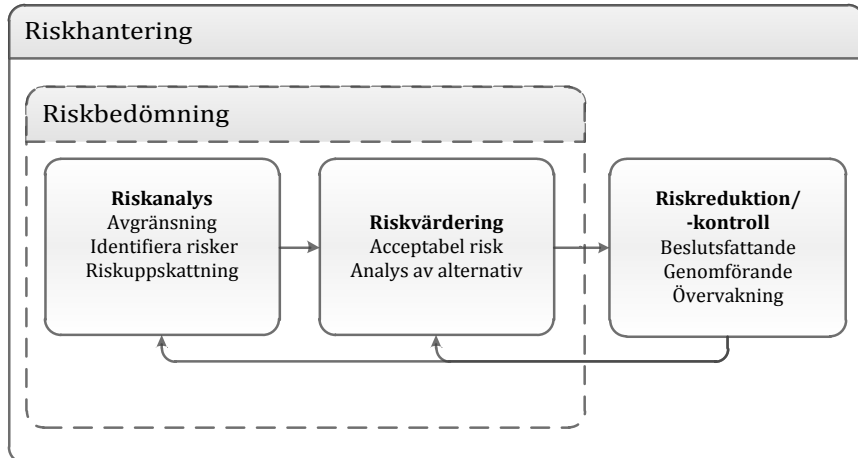 Riskhantering
Riskbedömning
Riskanalys
Avgränsning
Identifiera risker
Riskuppskattning
Riskvärdering
Acceptabel risk
Analys av alternativ
Riskreduktion/
-kontroll
Beslutsfattande
Genomförande
Övervakning